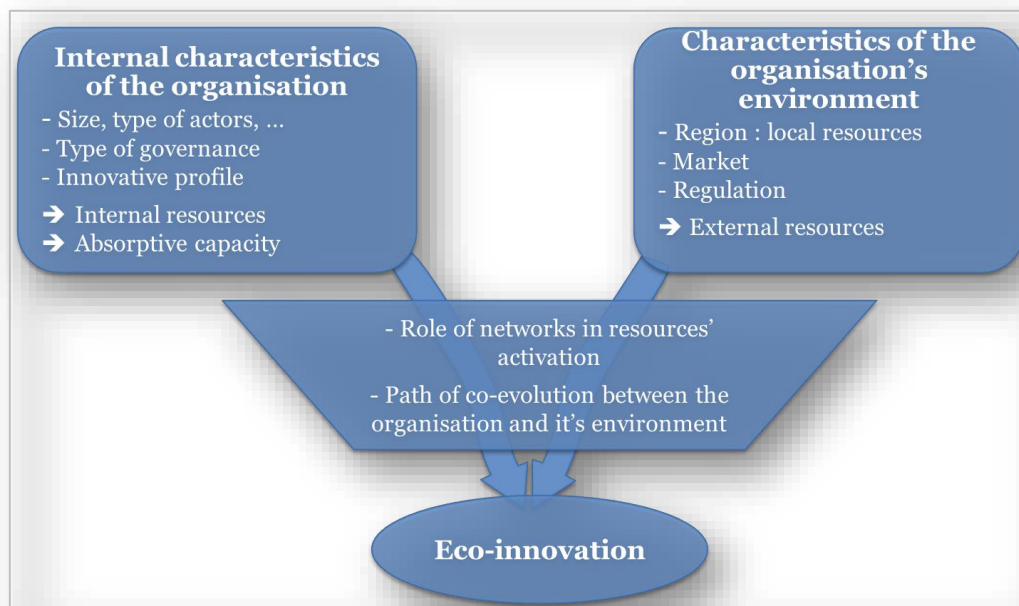 Internal characteristics
of the organisation
- Size, type of actors, ...
- Type of governance
- Innovative profile
➔ Internal resources
➔ Absorptive capacity
Characteristics of the
organisation’s
environment
- Region : local resources
- Market
- Regulation
➔ External resources
- Role of networks in resources’
activation
- Path of co-evolution between the
organisation and it’s environment
Eco-innovation